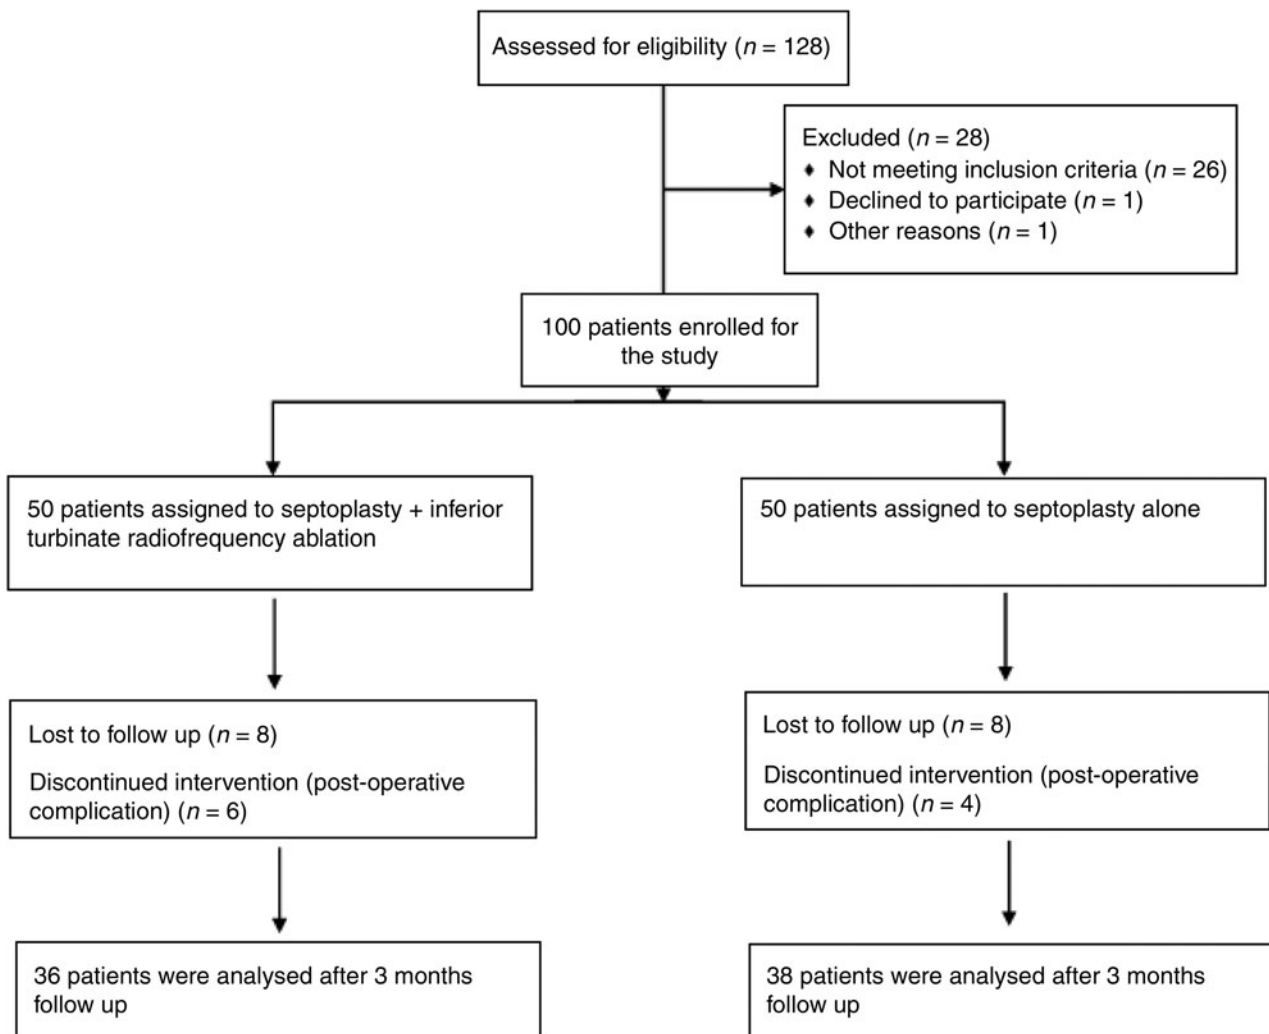 Assessed for eligibility (n = 128)
Excluded (n = 28)
♦ Not meeting inclusion criteria (n = 26)
♦ Declined to participate (n = 1)
♦ Other reasons (n = 1)
100 patients enrolled for
the study
50 patients assigned to septoplasty + inferior
turbinate radiofrequency ablation
50 patients assigned to septoplasty alone
Lost to follow up (n = 8)
Discontinued intervention (post-operative
complication) (n = 6)
Lost to follow up (n = 8)
Discontinued intervention (post-operative
complication) (n = 4)
36 patients were analysed after 3 months
follow up
38 patients were analysed after 3 months
follow up